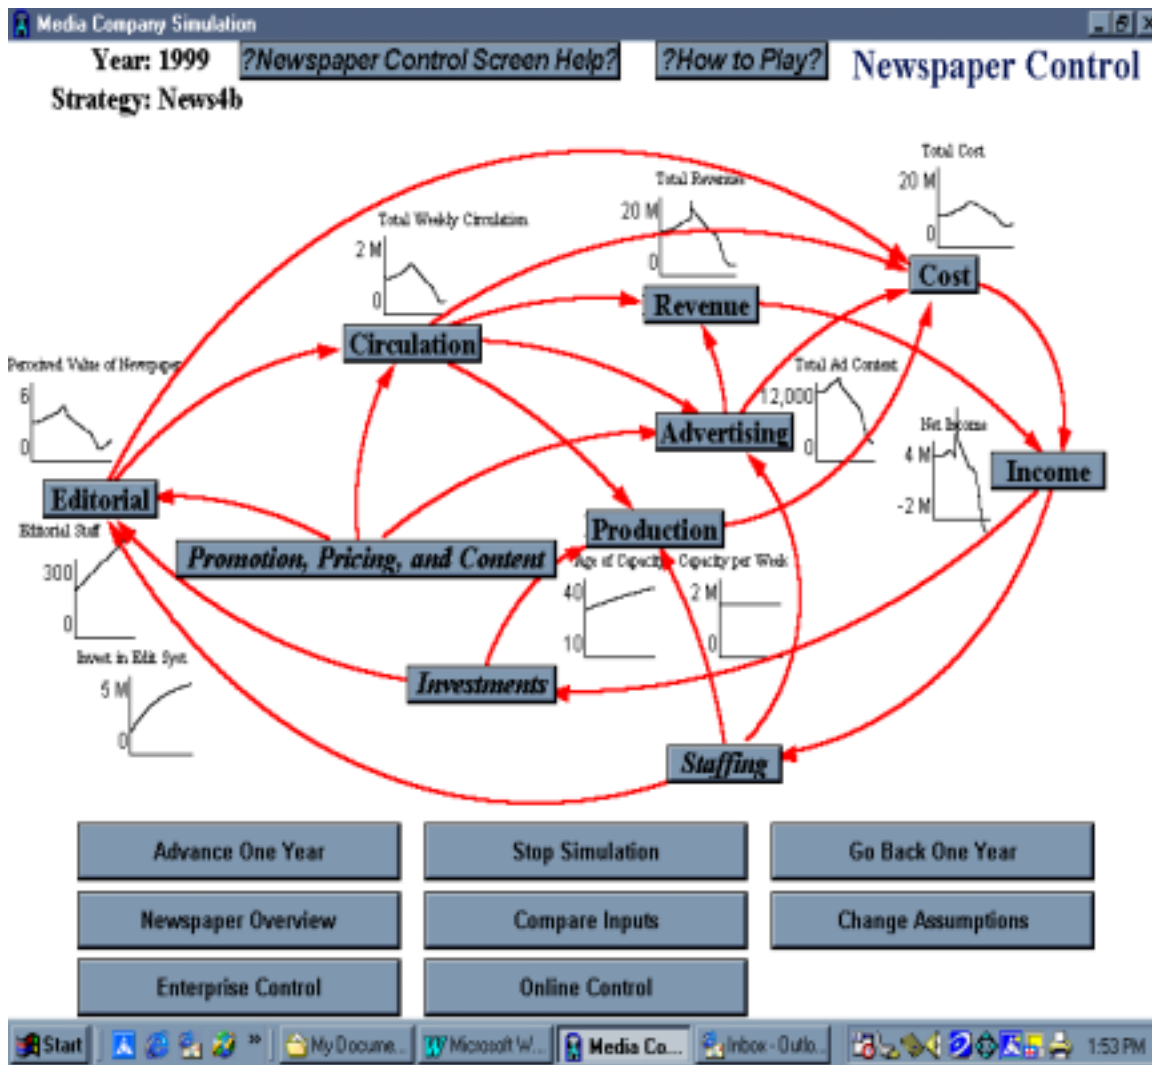 Media Company Simulation
Year: 1999
?Newspaper Control Screen Help?
?How to Play?
Newspaper Control
Strategy: News4b
Total Cost
20 M
0
Total Revenue
20 M
0
Total Weekly Circulation
2 M
0
Cost
Revenue
Circulation
Perceived Value of Newspaper
6
0
Total Ad Content
12,000
0
Advertising
Net Income
4 M
-2 M
Income
Editorial
Editorial Staff
300
0
Production
Promotion, Pricing, and Content
Age of Capacity
40
10
Capacity per Week
2 M
0
Invest in Edit Syst
5 M
0
Investments
Staffing
Advance One Year
Stop Simulation
Go Back One Year
Newspaper Overview
Compare Inputs
Change Assumptions
Enterprise Control
Online Control
Start
»
My Docume...
Microsoft W...
Media Co...
Inbox - Outlo...
1:53 PM